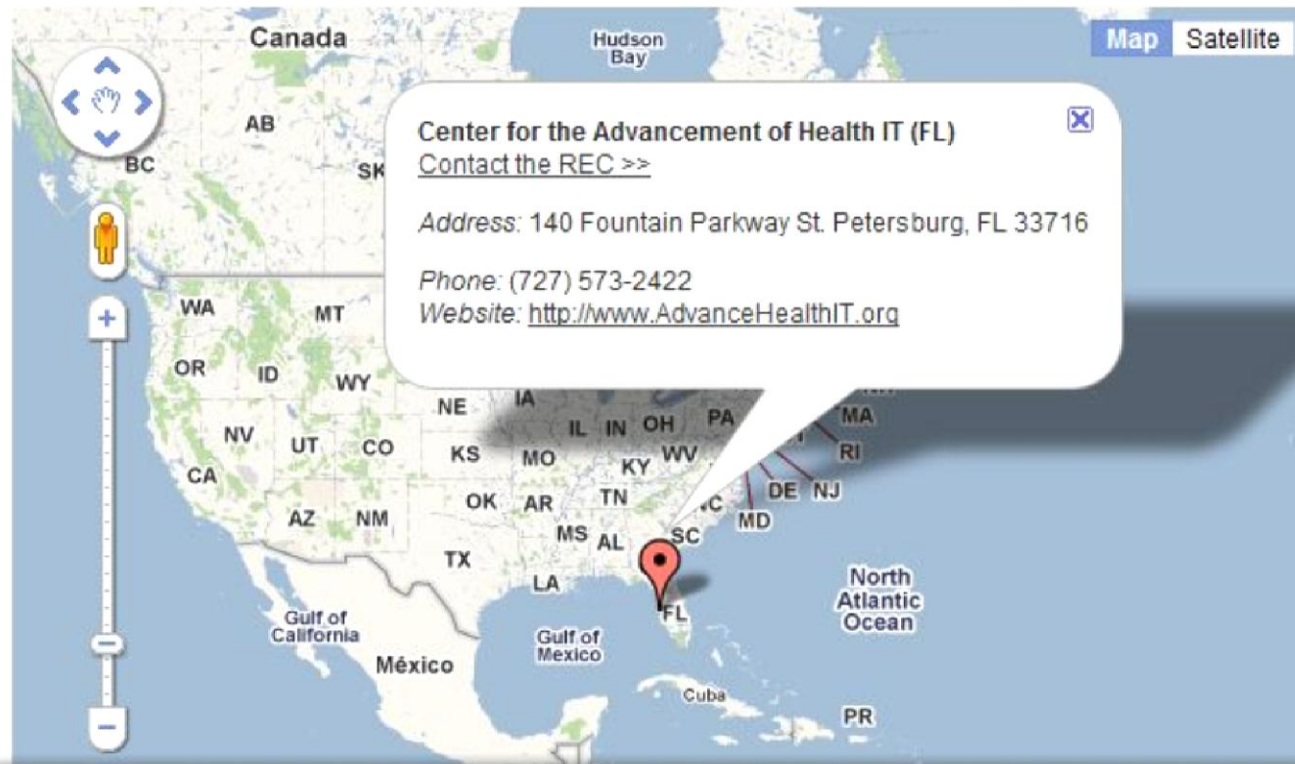 Canada
Hudson
Bay
Map Satellite
AB
BC
SK
Center for the Advancement of Health IT (FL)
Contact the REC >>
Address: 140 Fountain Parkway St. Petersburg, FL 33716
Phone: (727) 573-2422
Website: http://www.AdvanceHealthIT.org
WA
MT
OR
ID
WY
NE
IA
IL IN OH PA
MA
RI
NV
UT
CO
KS
MO
KY WV
CA
OK
AR
TN
NC
DE NJ
MD
AZ
NM
MS
AL
SC
TX
LA
FL
North
Atlantic
Ocean
Gulf of
California
Gulf of
Mexico
México
Cuba
PR